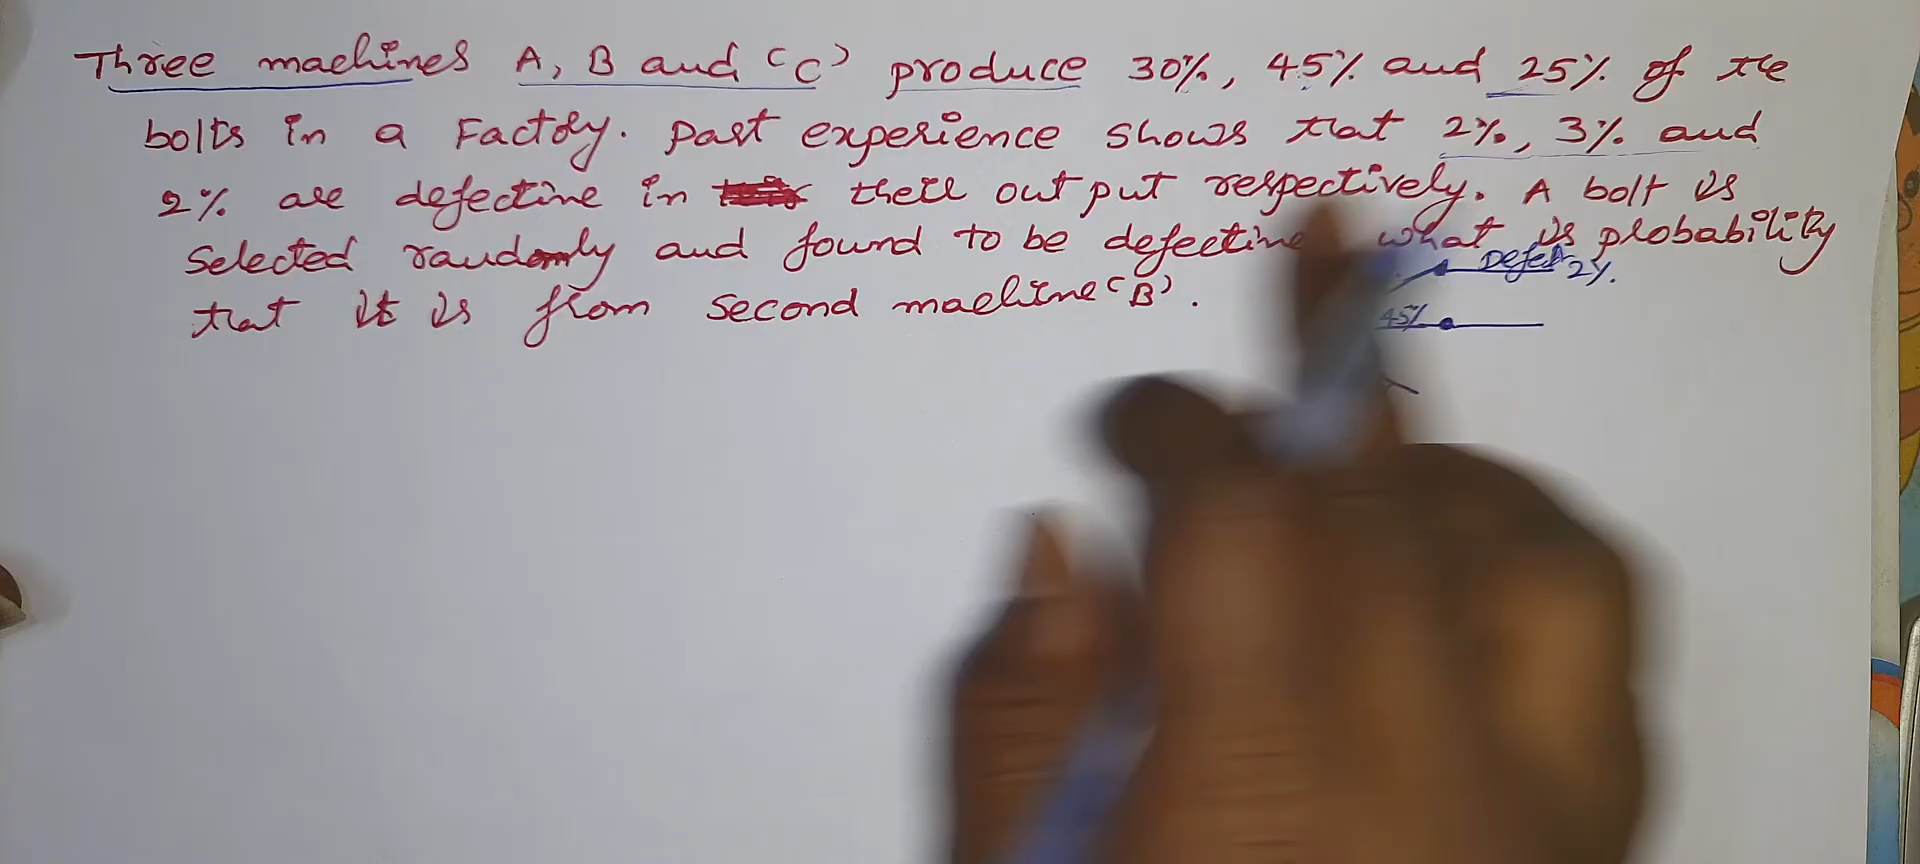 Three machines A, B and 'C' produce 30%, 45% and 25% of the
bolts in a Factory. past experience shows that 2%, 3% and
2% are defective in their out put respectively. A bolt is
selected randomly and found to be defective what is probability
that it is from second machine 'B'.
Defect 2%.
45%